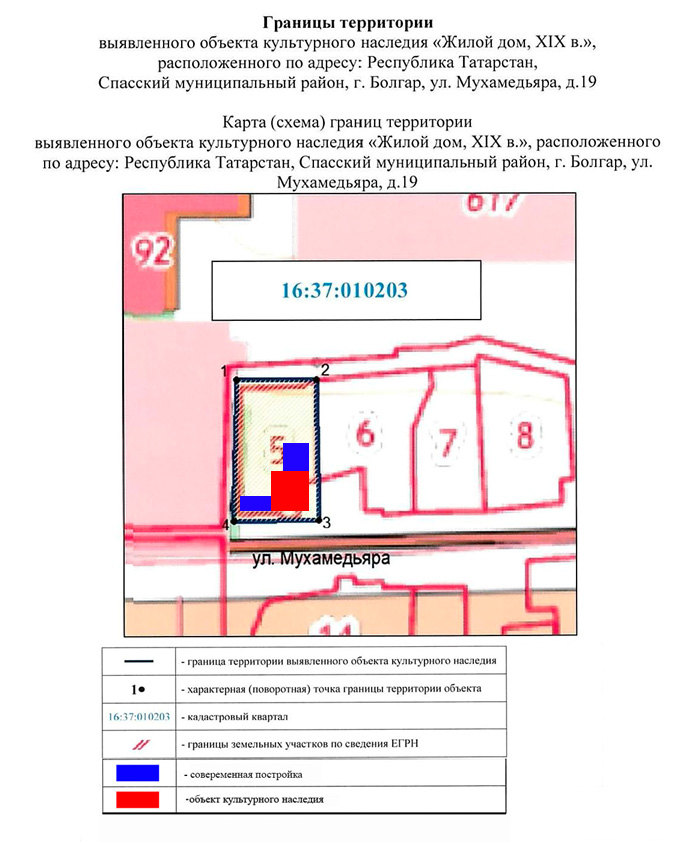 Границы территории
выявленного объекта культурного наследия «Жилой дом, XIX в.»,
расположенного по адресу: Республика Татарстан,
Спасский муниципальный район, г. Болгар, ул. Мухамедьяра, д.19
Карта (схема) границ территории
выявленного объекта культурного наследия «Жилой дом, XIX в.», расположенного
по адресу: Республика Татарстан, Спасский муниципальный район, г. Болгар, ул.
Мухамедьяра, д.19
617
92
16:37:010203
1
2
5
6
7
8
4
3
ул. Мухамедьяра
11
- граница территории выявленного объекта культурного наследия
1● - характерная (поворотная) точка границы территории объекта
16:37:010203 - кадастровый квартал
- границы земельных участков по сведения ЕГРН
- совеременная постройка
-объект культурного наследия